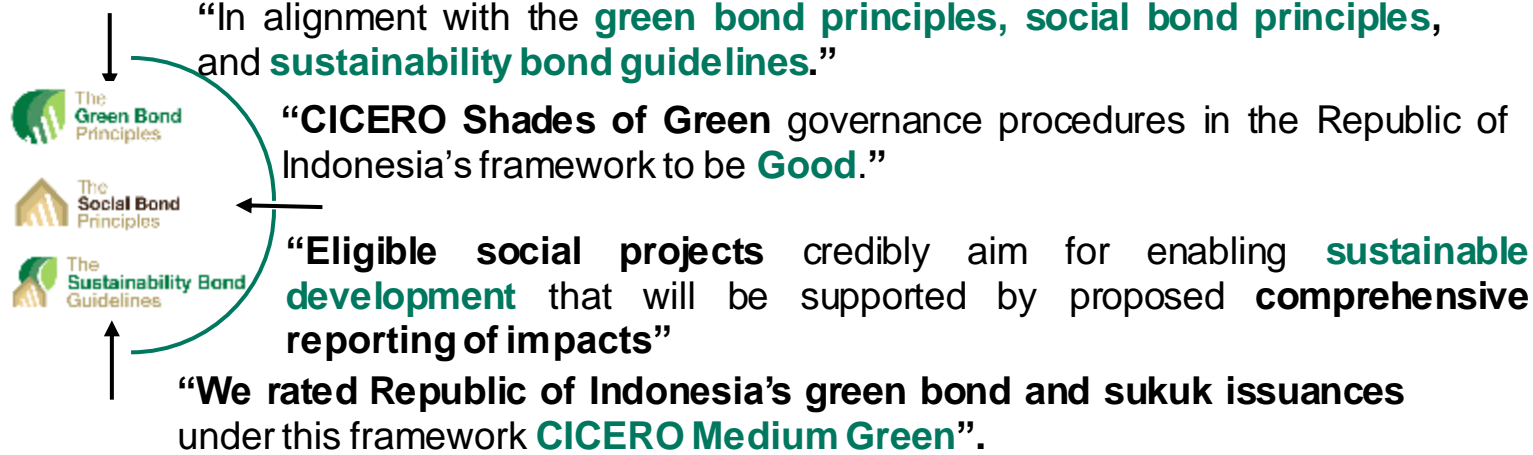 “In alignment with the green bond principles, social bond principles,
and sustainability bond guidelines.”
The
Green Bond
Principles
“CICERO Shades of Green governance procedures in the Republic of
Indonesia’s framework to be Good.”
The
Social Bond
Principles
“Eligible social projects credibly aim for enabling sustainable
development that will be supported by proposed comprehensive
reporting of impacts”
The
Sustainability Bond
Guidelines
“We rated Republic of Indonesia’s green bond and sukuk issuances
under this framework CICERO Medium Green”.